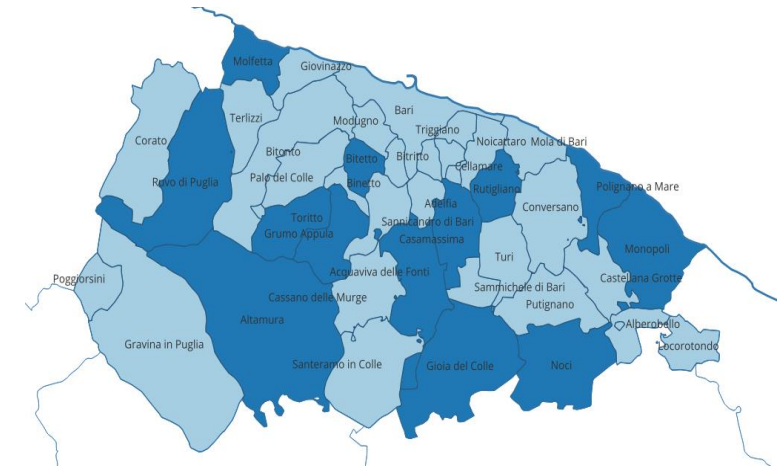 Molfetta
Giovinazzo
Bari
Terlizzi
Modugno
Triggiano
Corato
Noicattaro
Mola di Bari
Bitonto
Bitetto
Bitritto
Cellamare
Palo del Colle
Ruvo di Puglia
Binetto
Rutigliano
Polignano a Mare
Adelfia
Conversano
Toritto
Sannicandro di Bari
Grumo Appula
Casamassima
Monopoli
Turi
Poggiorsini
Acquaviva delle Fonti
Castellana Grotte
Sammichele di Bari
Cassano delle Murge
Putignano
Altamura
Alberobello
Gravina in Puglia
Locorotondo
Santeramo in Colle
Gioia del Colle
Noci